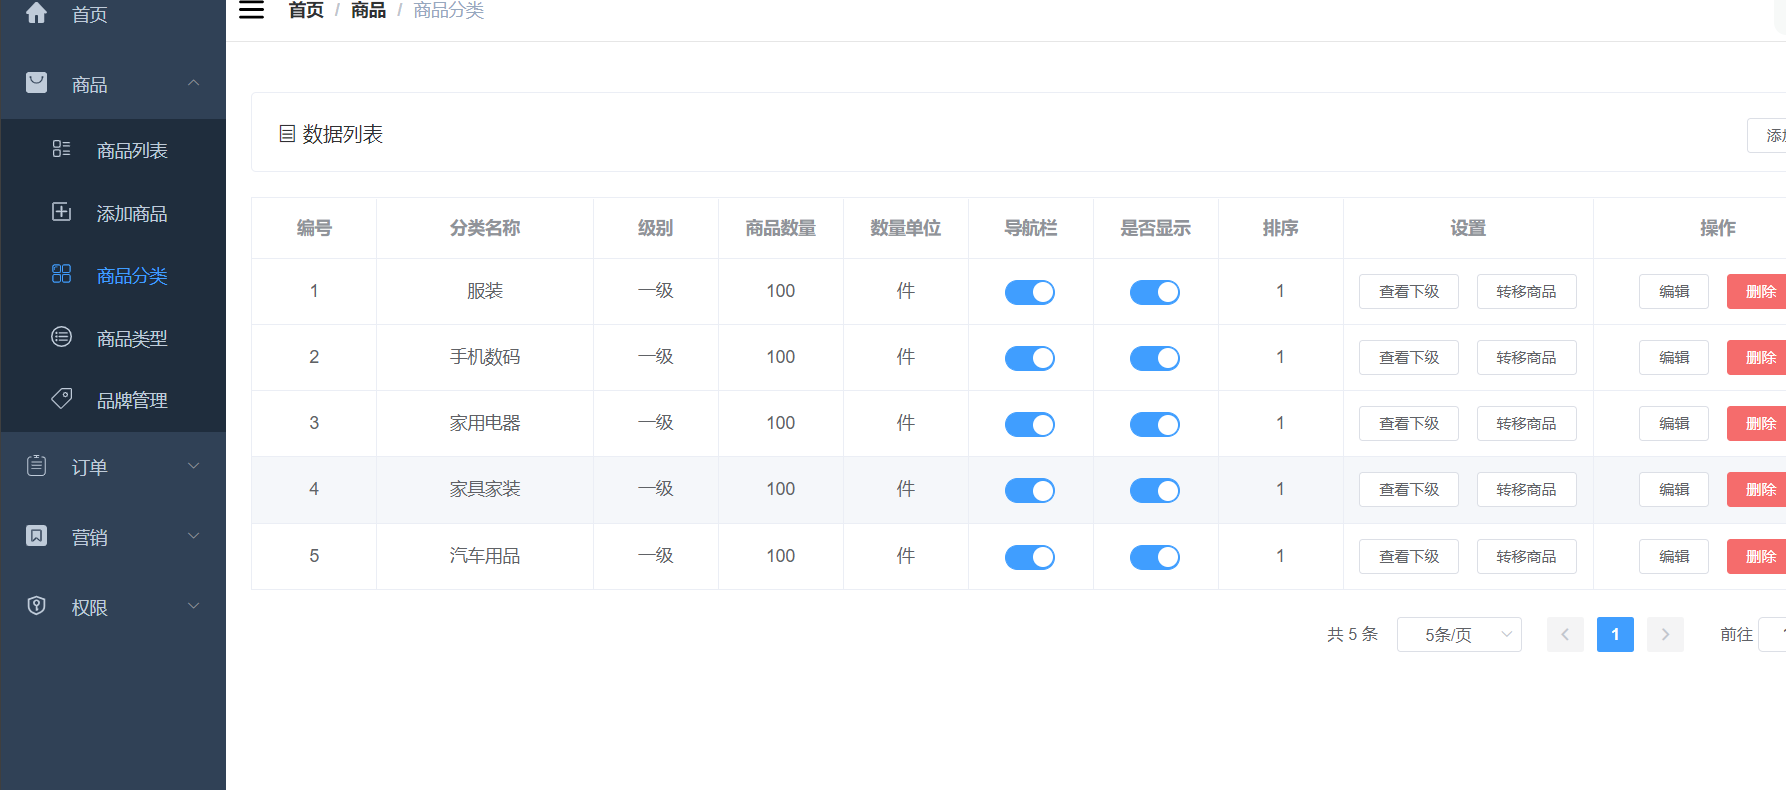 首页
商品
商品列表
添加商品
商品分类
商品类型
品牌管理
订单
营销
权限
首页 / 商品 / 商品分类
数据列表
编号 分类名称 级别 商品数量 数量单位 导航栏 是否显示 排序 设置 操作
1 服装 一级 100 件 1 查看下级 转移商品 编辑 删除
2 手机数码 一级 100 件 1 查看下级 转移商品 编辑 删除
3 家用电器 一级 100 件 1 查看下级 转移商品 编辑 删除
4 家具家装 一级 100 件 1 查看下级 转移商品 编辑 删除
5 汽车用品 一级 100 件 1 查看下级 转移商品 编辑 删除
共 5 条 5条/页 1 前往